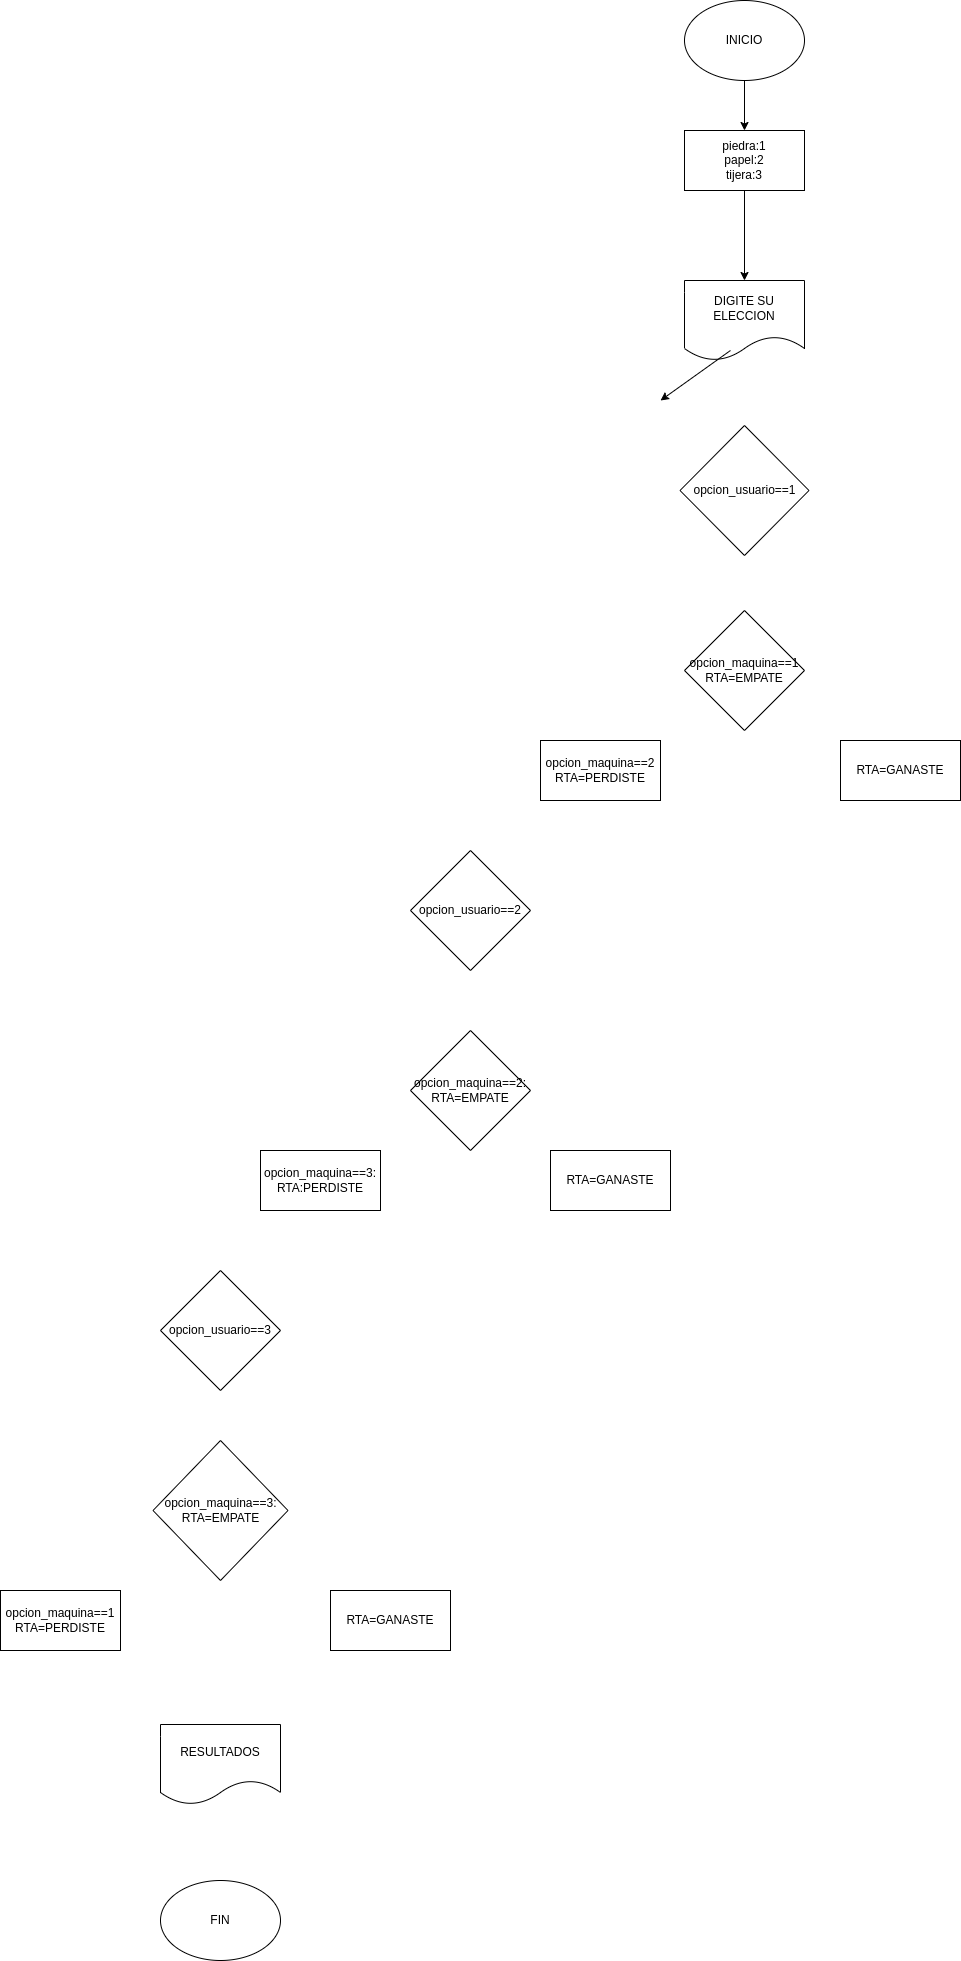 INICIO
piedra:1
papel:2
tijera:3
DIGITE SU
ELECCION
opcion_usuario==1
opcion_maquina==1
RTA=EMPATE
opcion_maquina==2
RTA=PERDISTE
RTA=GANASTE
opcion_usuario==2
opcion_maquina==2:
RTA=EMPATE
opcion_maquina==3:
RTA:PERDISTE
RTA=GANASTE
opcion_usuario==3
opcion_maquina==3:
RTA=EMPATE
opcion_maquina==1
RTA=PERDISTE
RTA=GANASTE
RESULTADOS
FIN